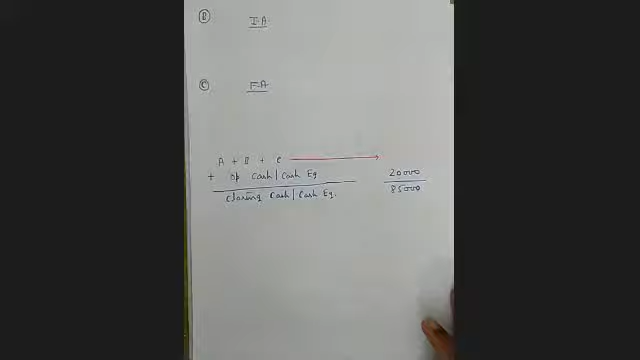 B I.A
C F.A
A + B + C
+ op cash | cash Eq 20000
closing cash | cash Eq. 85000